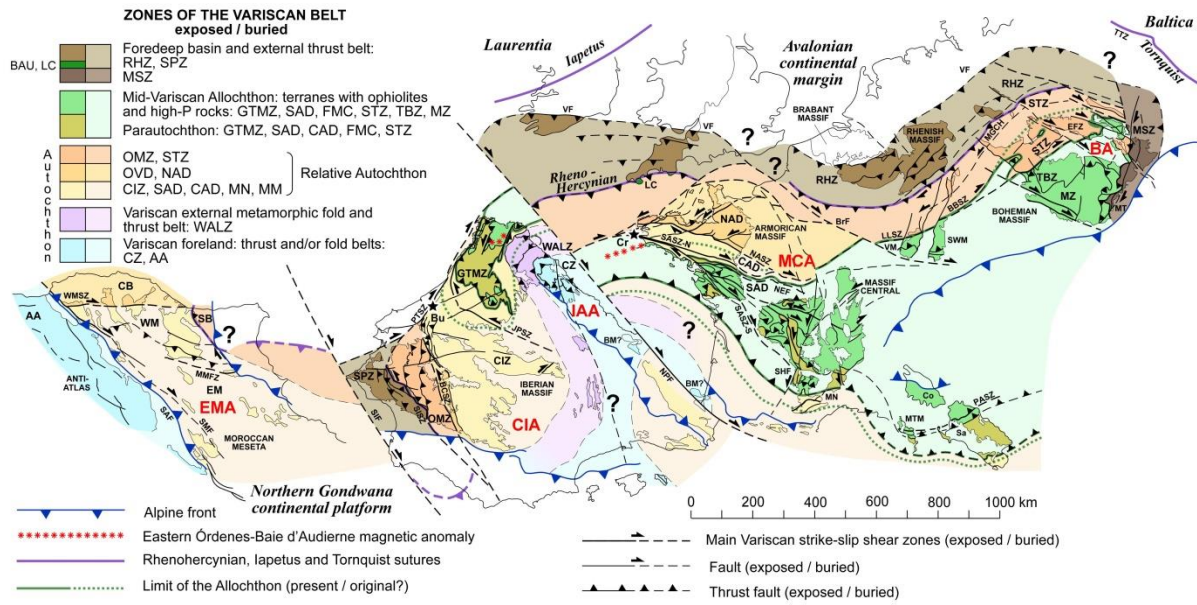 ZONES OF THE VARISCAN BELT
exposed / buried
Foredeep basin and external thrust belt:
BAU, LC
RHZ, SPZ
MSZ
Mid-Variscan Allochthon: terranes with ophiolites
and high-P rocks: GTMZ, SAD, FMC, STZ, TBZ, MZ
Parautochthon: GTMZ, SAD, CAD, FMC, STZ
Autochthon
OMZ, STZ
OVD, NAD
CIZ, SAD, CAD, MN, MM
Relative Autochthon
Variscan external metamorphic fold and
thrust belt: WALZ
Variscan foreland: thrust and/or fold belts:
CZ, AA
Laurentia
Iapetus
Avalonian
continental
margin
Baltica
TTZ
Tornquist
?
VF
VF
VF
BRABANT
MASSIF
?
?
RHZ
RHENISH
MASSIF
RHZ
STZ
MGCH
EFZ
STZ
BA
MSZ
TBZ
MZ
MT
BOHEMIAN
MASSIF
BBSZ
LLSZ
VM
SWM
BrF
Rheno-
Hercynian
LC
NAD
ARMORICAN
MASSIF
Cr
SASZ-N
NASZ
MCA
CAD
NEF
SAD
SASZ-S
MASSIF
CENTRAL
SHF
MN
GTMZ
WALZ
CZ
IAA
?
BM?
BM?
NPF
Bu
PTSZ
JPSZ
CIZ
IBERIAN
MASSIF
?
CIA
SPZ
BCSZ
OMZ
SISZ
SIF
CB
WMSZ
AA
WM
SB
?
MMFZ
EM
EMA
ANTI-
ATLAS
SAF
SMF
MOROCCAN
MESETA
Co
MTM
PASZ
Sa
Northern Gondwana
continental platform
0 200 400 600 800 1000 km
Alpine front
Eastern Órdenes-Baie d'Audierne magnetic anomaly
Rhenohercynian, Iapetus and Tornquist sutures
Limit of the Allochthon (present / original?)
Main Variscan strike-slip shear zones (exposed / buried)
Fault (exposed / buried)
Thrust fault (exposed / buried)